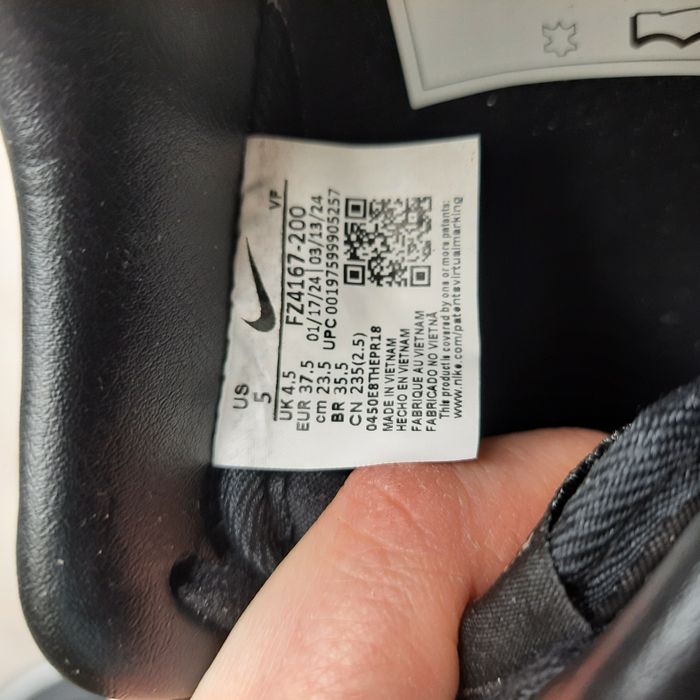 US
5
VF
UK 4.5
EUR 37.5
cm 23.5
BR 35.5
CN 235(2.5)
FZ4167-200
01/17/24 | 03/13/24
UPC 00197599905257
0450E8THEPR18
MADE IN VIETNAM
HECHO EN VIETNAM
FABRIQUE AU VIETNAM
FABRICADO NO VIETNÃ
This product is covered by one or more patents:
www.nike.com/patentsvirtualmarking